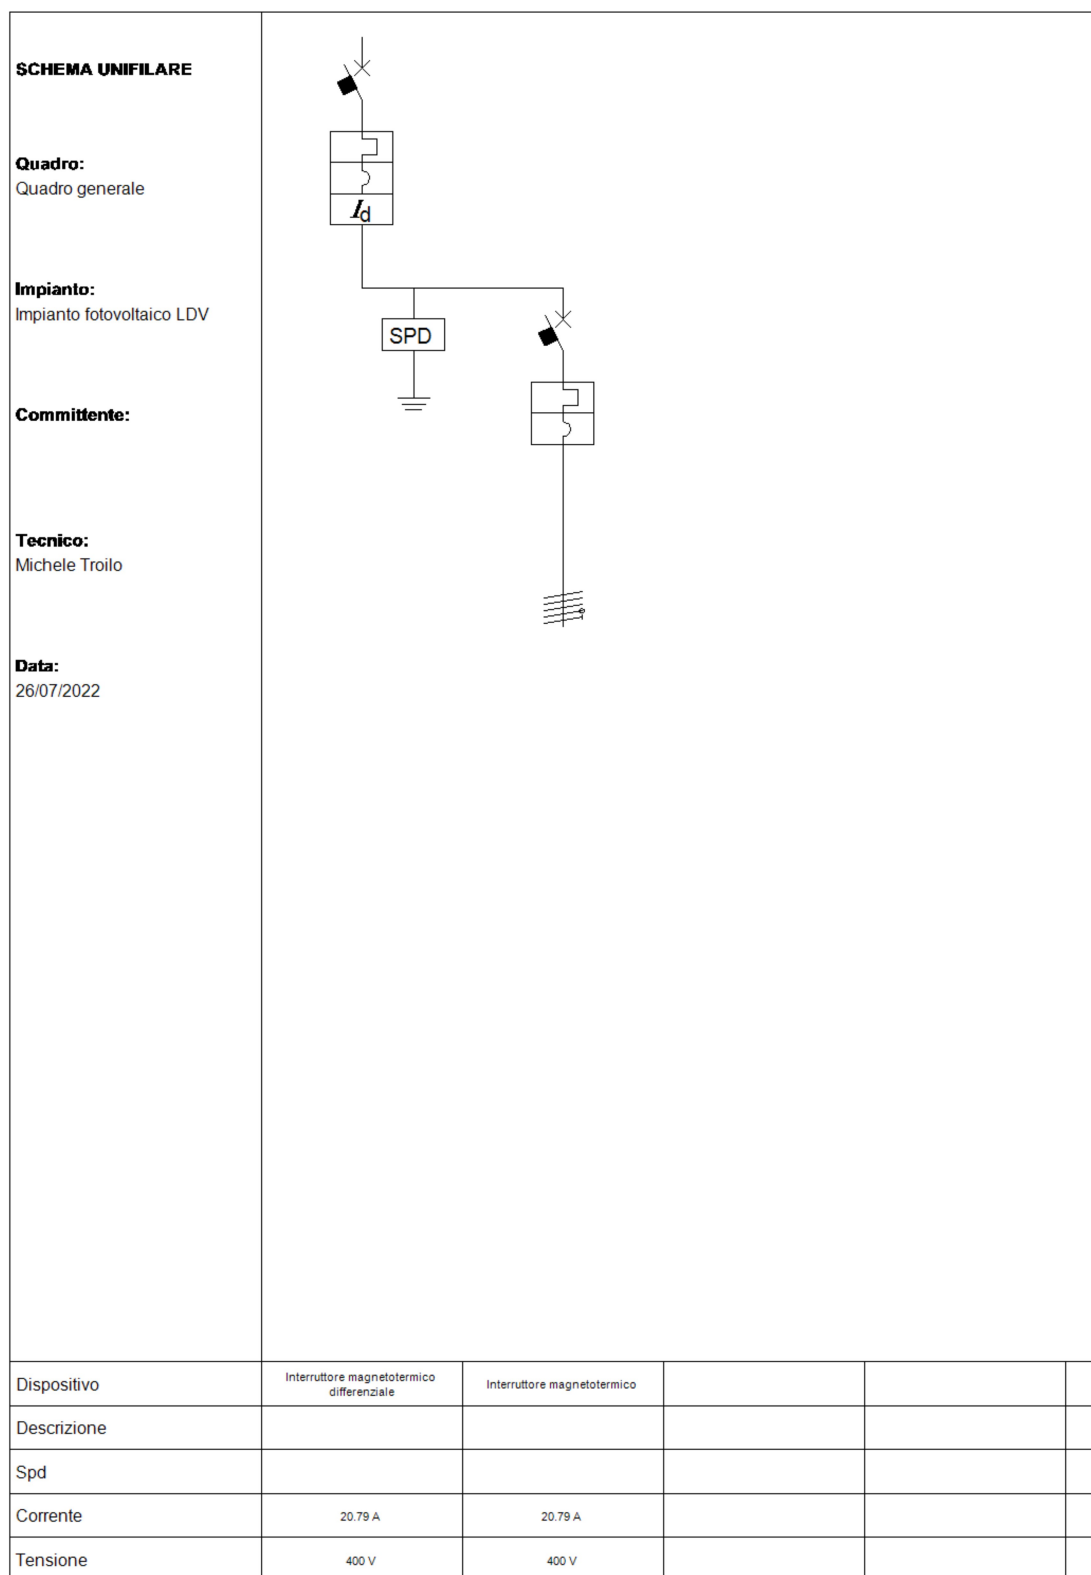 SCHEMA UNIFILARE
Quadro:
Quadro generale
Impianto:
Impianto fotovoltaico LDV
Committente:
Tecnico:
Michele Troilo
Data:
26/07/2022
Id
SPD
Dispositivo
Interruttore magnetotermico
differenziale
Interruttore magnetotermico
Descrizione
Spd
Corrente
20.79 A
20.79 A
Tensione
400 V
400 V